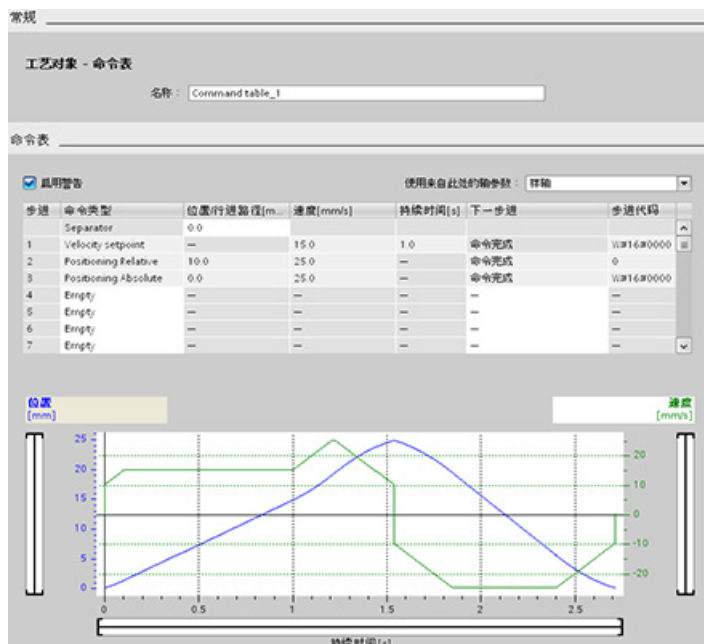 常规
工艺对象 - 命令表
名称： Command table_1
命令表
启用警告 使用来自此处的轴参数： 样轴
步进 命令类型 位置/行进路径[m... 速度[mm/s] 持续时间[s] 下一步进 步进代码
Separator 0.0
1 Velocity setpoint — 15.0 1.0 命令完成 W#16#0000
2 Positioning Relative 10.0 25.0 — 命令完成 0
3 Positioning Absolute 0.0 25.0 — 命令完成 W#16#0000
4 Empty — — — — —
5 Empty — — — — —
6 Empty — — — — —
7 Empty — — — — —
位置 速度
[mm] [mm/s]
25
20 20
15 10
10 0
5 -10
0 -20
0 0.5 1 1.5 2 2.5
持续时间[s]